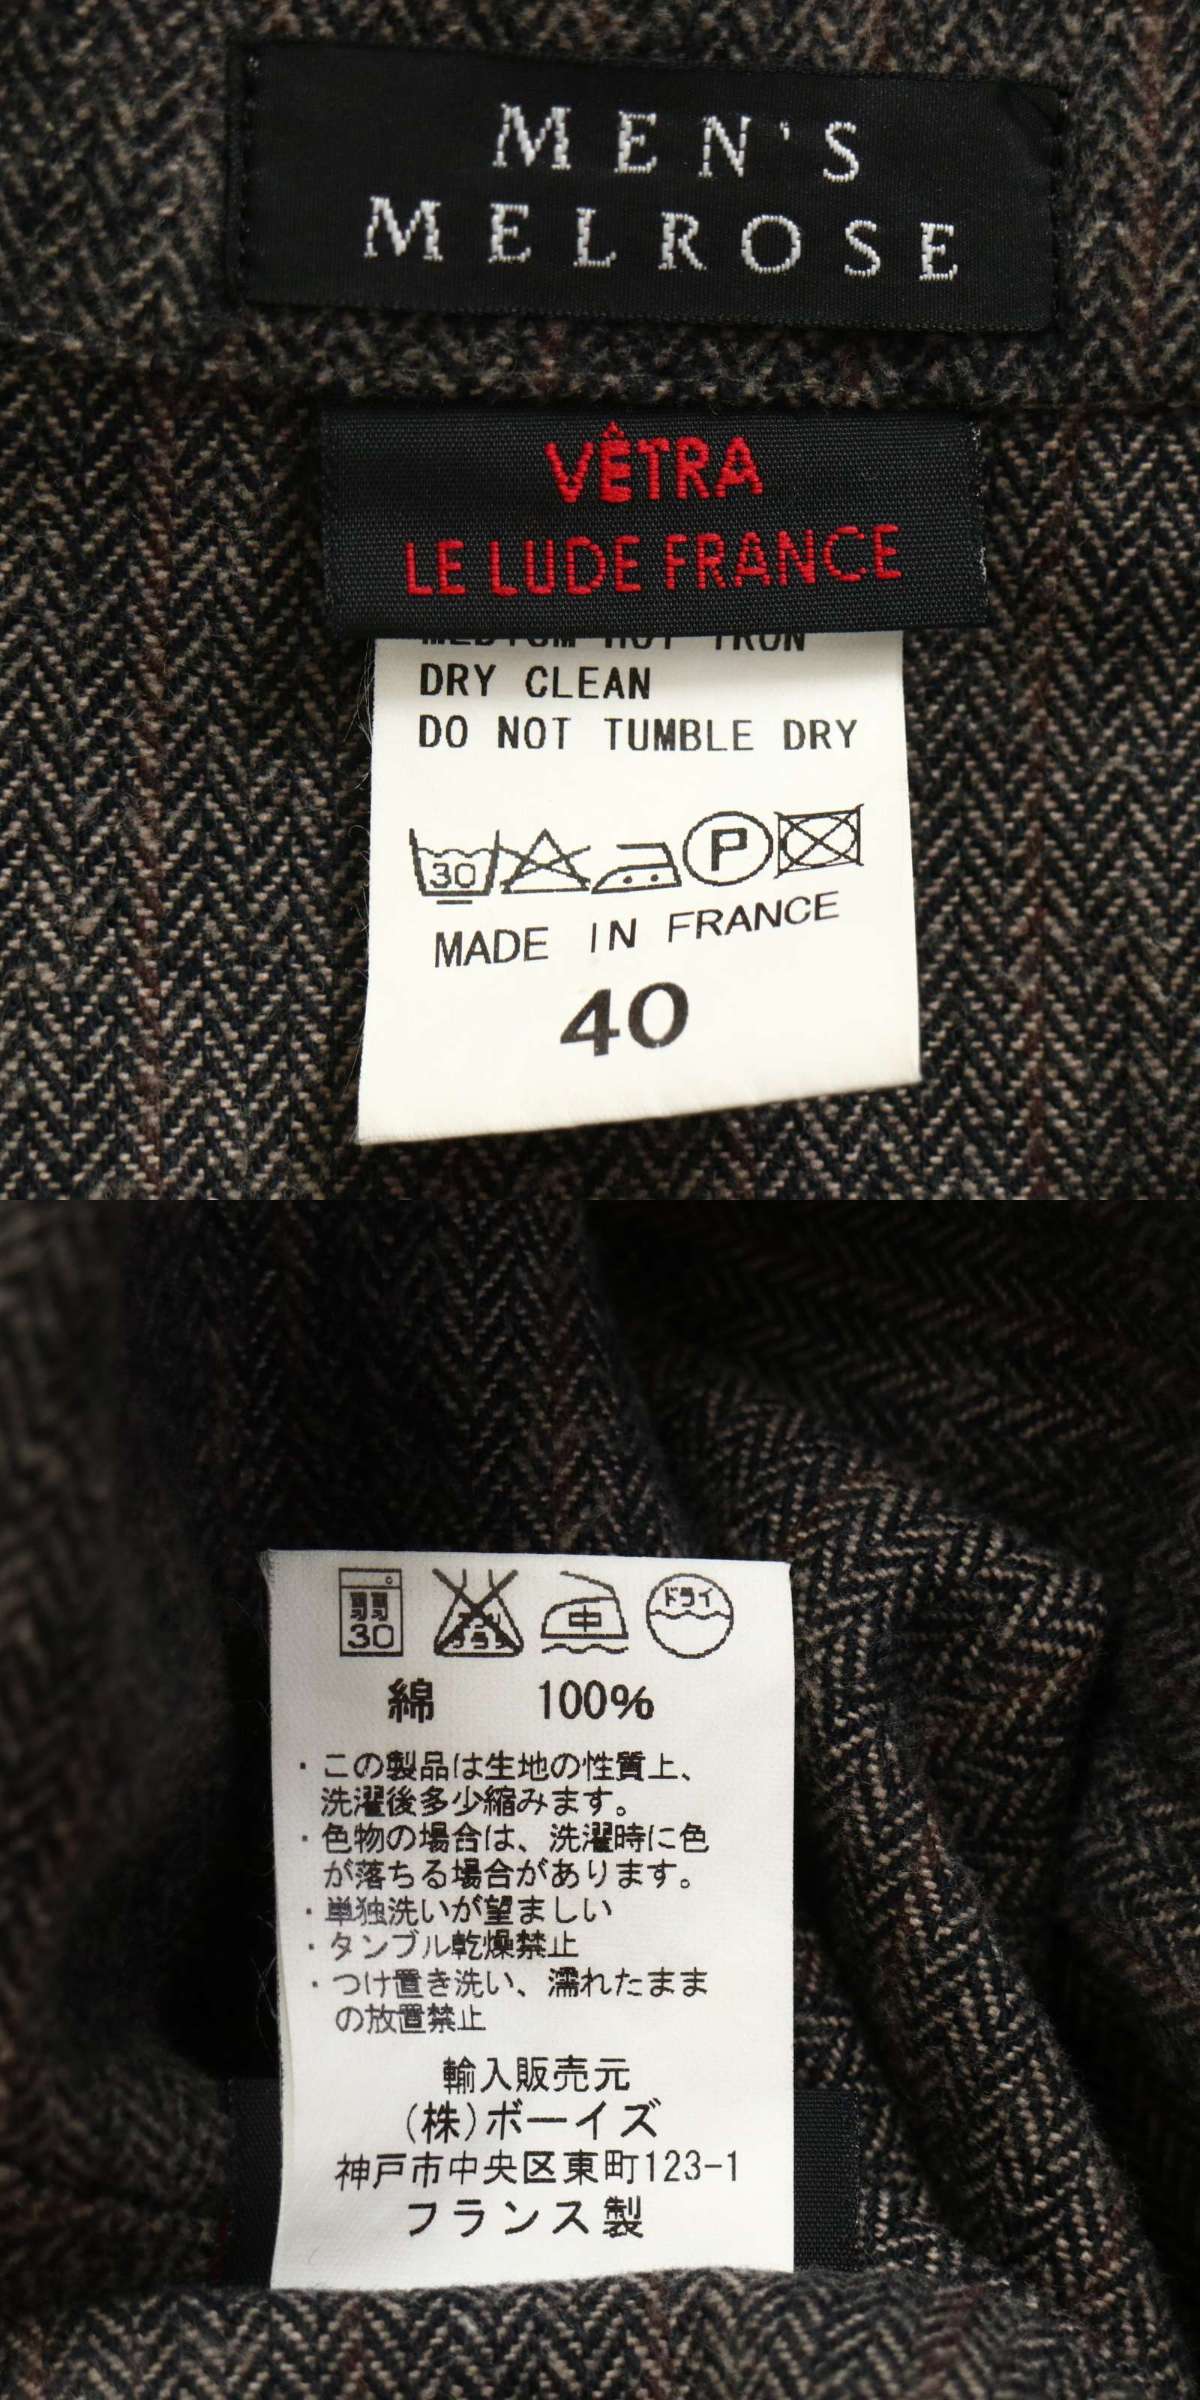 MEN'S
MELROSE
VÊTRA
LE LUDE FRANCE
MEDIUM HOT IRON
DRY CLEAN
DO NOT TUMBLE DRY
30 P
MADE IN FRANCE
40
弱
30 中 ドライ
綿 100%
・この製品は生地の性質上、
洗濯後多少縮みます。
・色物の場合は、洗濯時に色
が落ちる場合があります。
・単独洗いが望ましい
・タンブル乾燥禁止
・つけ置き洗い、濡れたまま
の放置禁止
輸入販売元
(株)ボーイズ
神戸市中央区東町123-1
フランス製